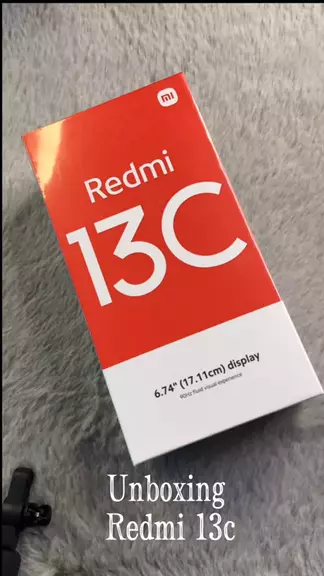 mi
Redmi
13C
6.74" (17.11cm) display
90Hz fluid visual experience
Unboxing
Redmi 13c